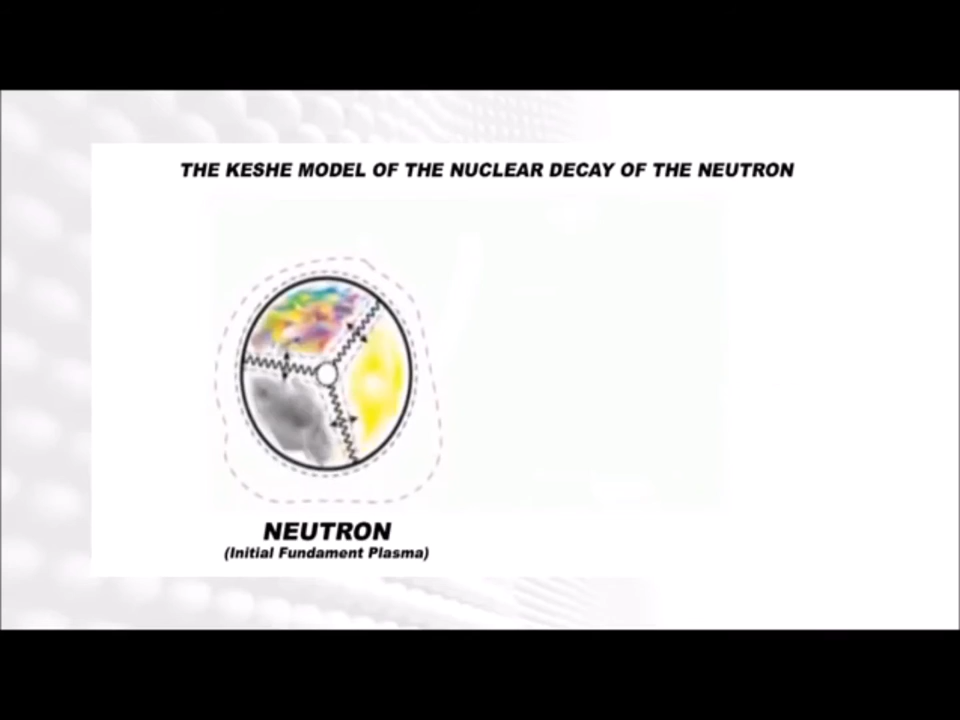 THE KESHE MODEL OF THE NUCLEAR DECAY OF THE NEUTRON
NEUTRON
(Initial Fundament Plasma)